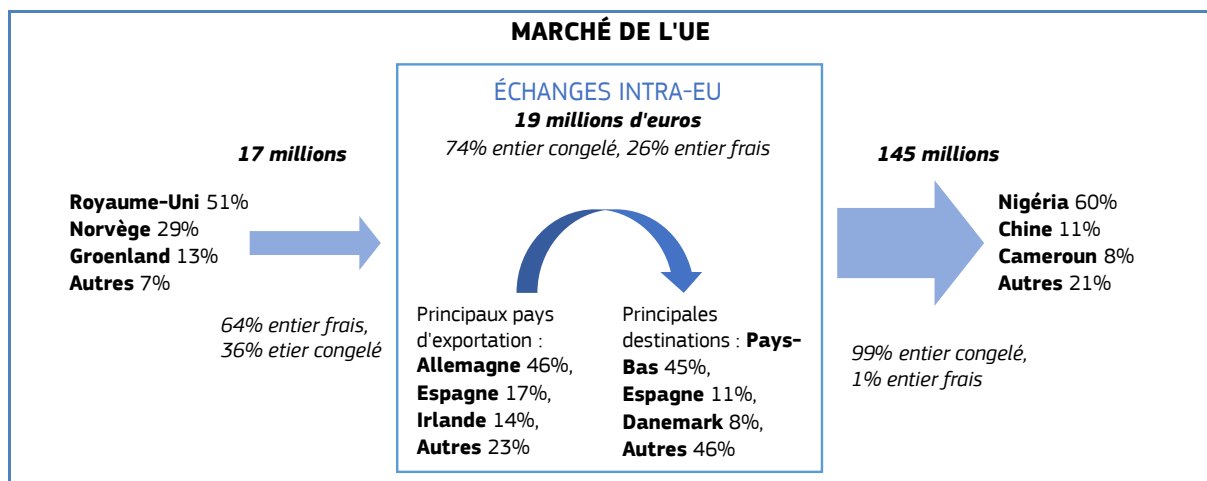 MARCHÉ DE L'UE
17 millions
Royaume-Uni 51%
Norvège 29%
Groenland 13%
Autres 7%
64% entier frais,
36% etier congelé
ÉCHANGES INTRA-EU
19 millions d'euros
74% entier congelé, 26% entier frais
Principaux pays
d'exportation :
Allemagne 46%,
Espagne 17%,
Irlande 14%,
Autres 23%
Principales
destinations : Pays-
Bas 45%,
Espagne 11%,
Danemark 8%,
Autres 46%
145 millions
Nigéria 60%
Chine 11%
Cameroun 8%
Autres 21%
99% entier congelé,
1% entier frais